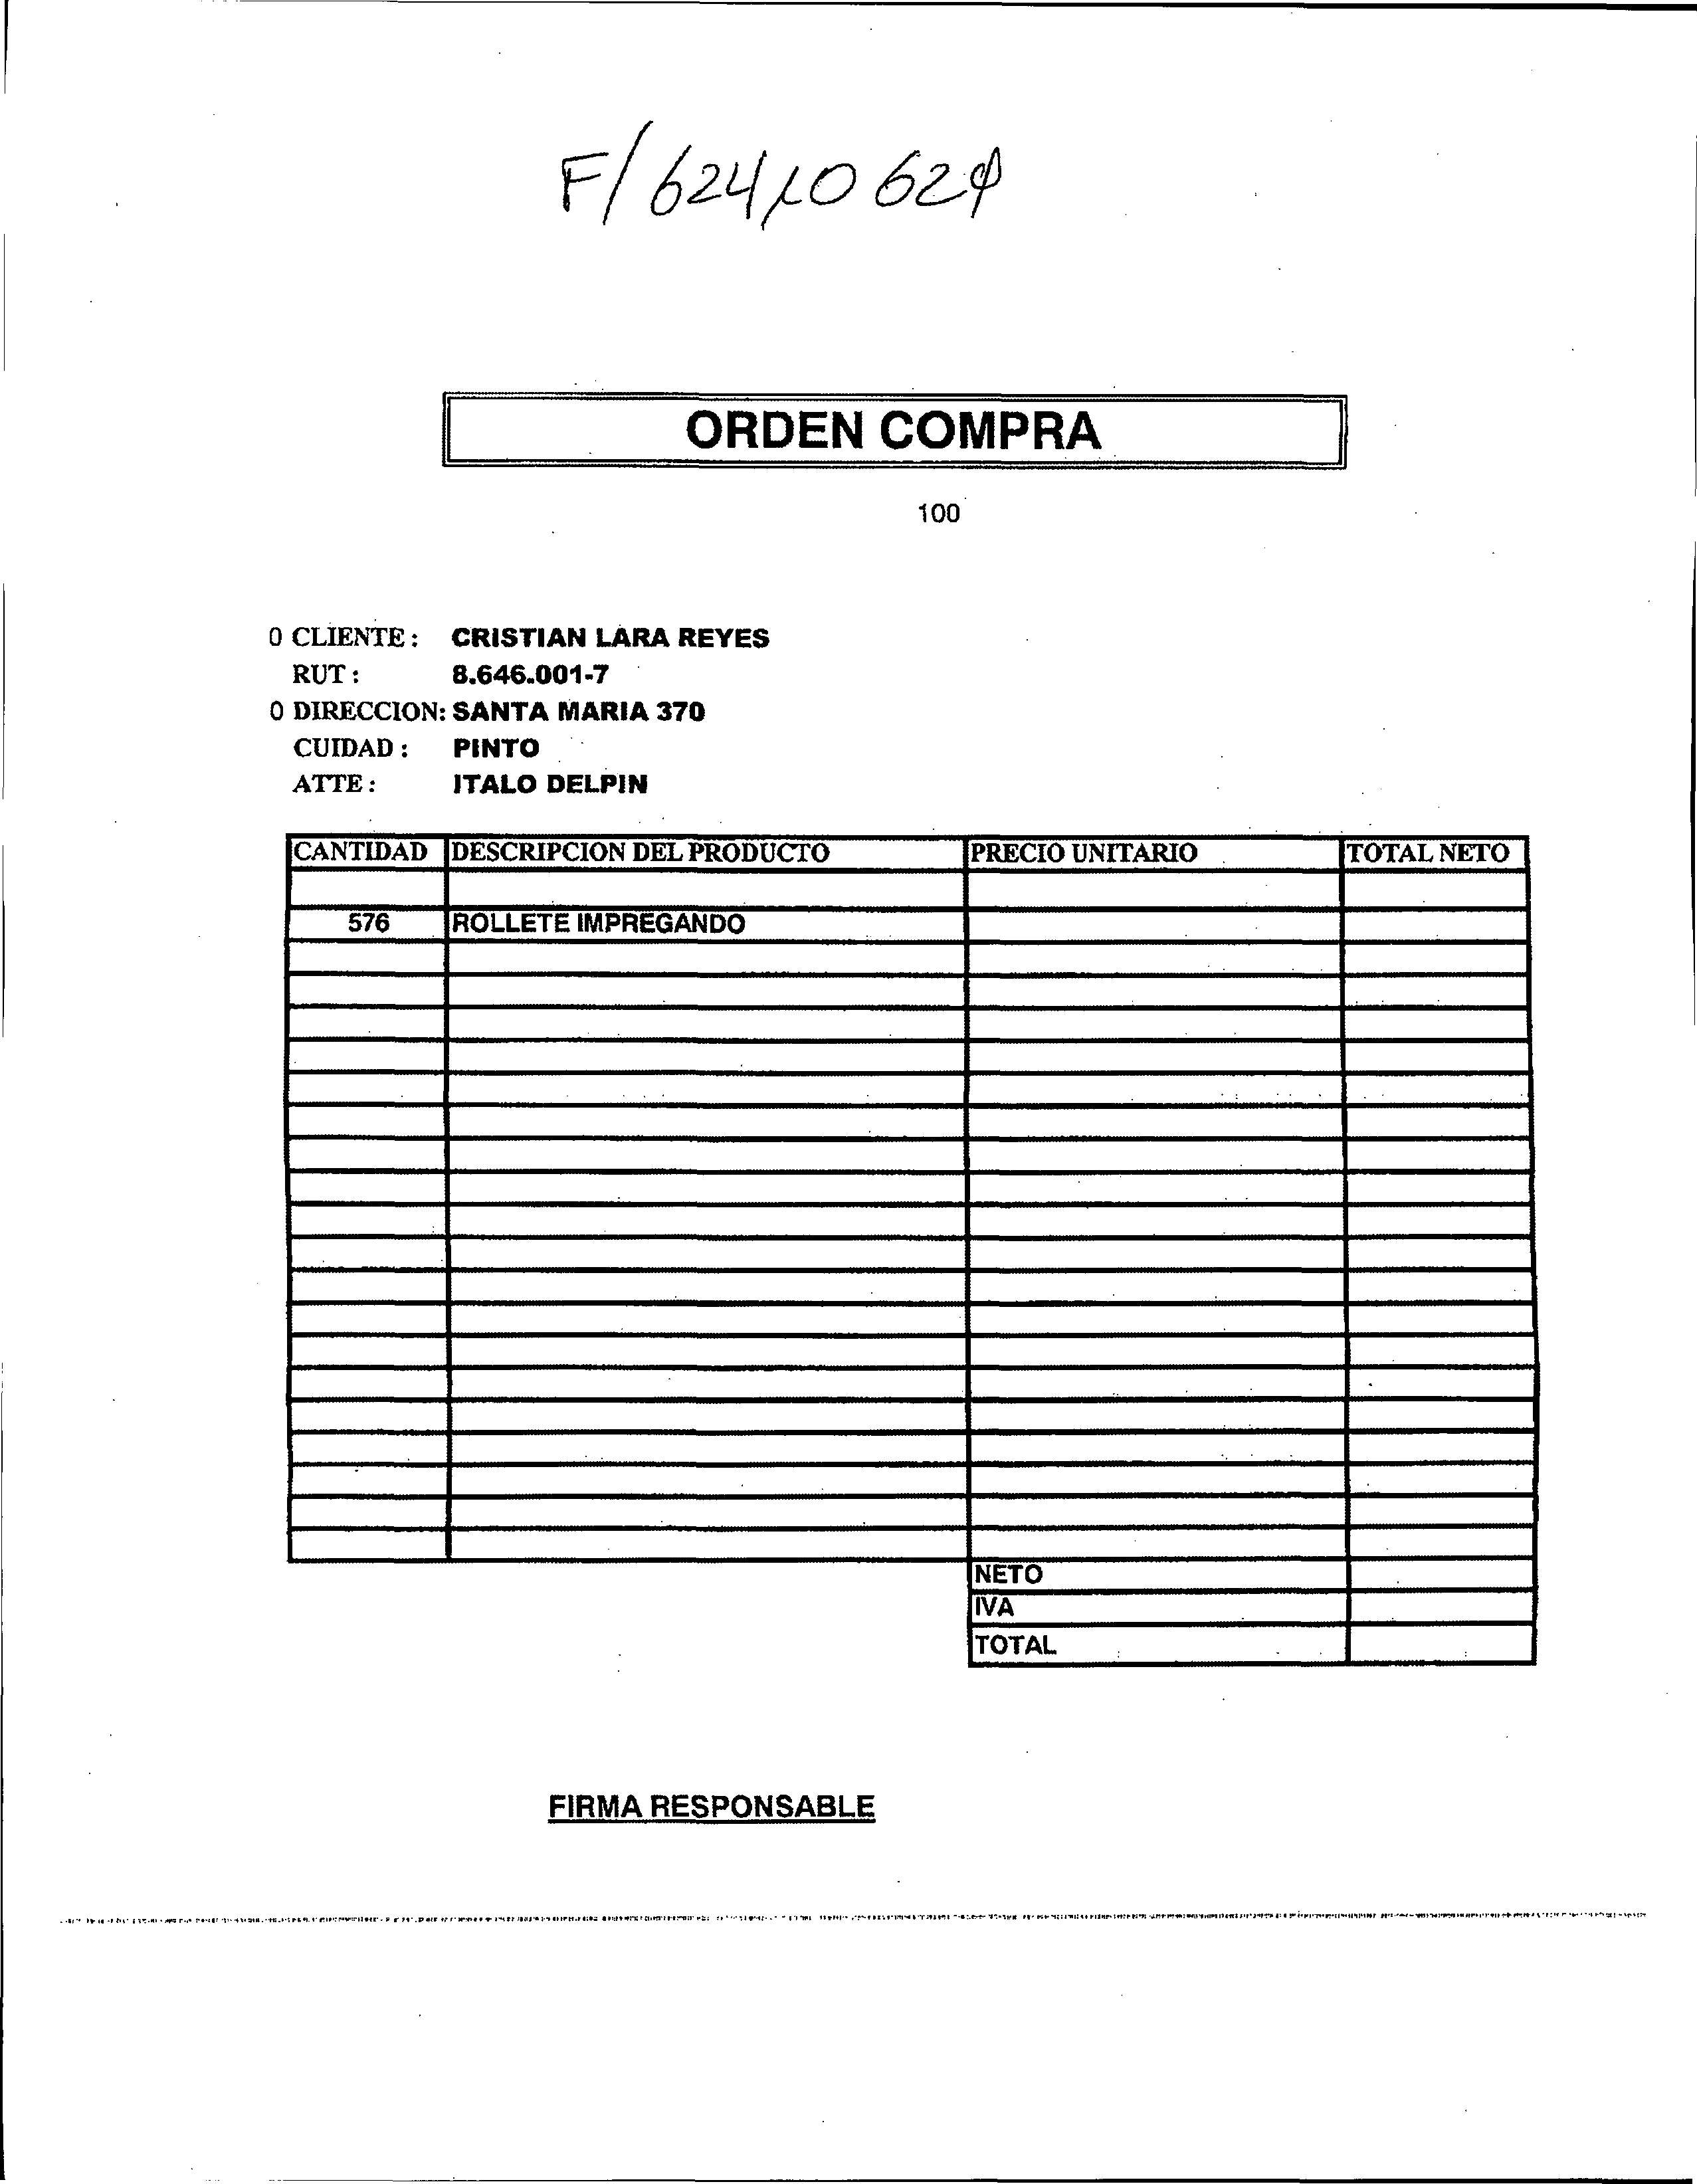 F/ 624110 624
ORDEN COMPRA
100
0 CLIENTE : CRISTIAN LARA REYES
RUT : 8.646.001-7
0 DIRECCION: SANTA MARIA 370
CUIDAD : PINTO
ATTE : ITALO DELPIN
CANTIDAD DESCRIPCION DEL PRODUCTO PRECIO UNITARIO TOTAL NETO
576 ROLLETE IMPREGANDO
NETO
IVA
TOTAL
FIRMA RESPONSABLE